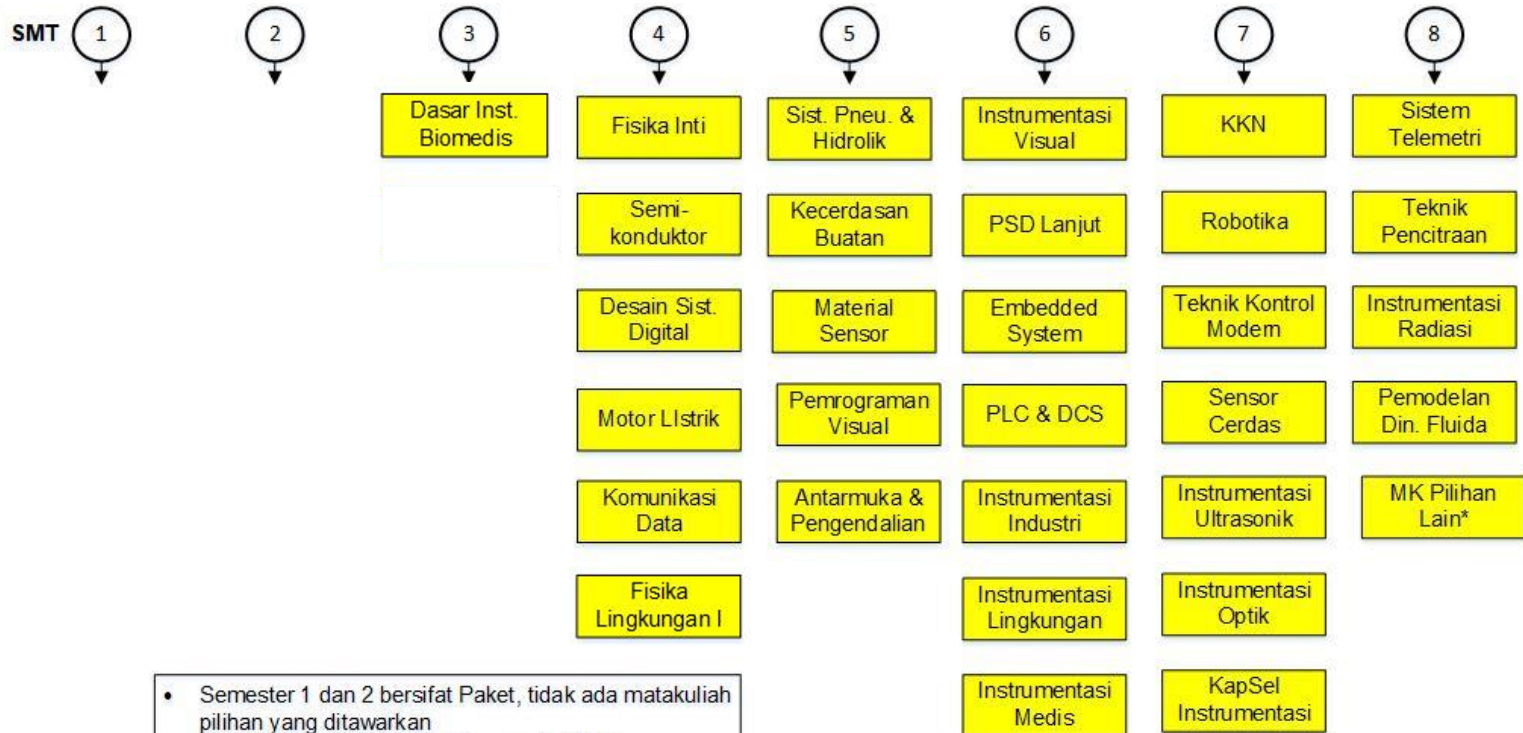 SMT 1 2 3 4 5 6 7 8
Dasar Inst.
Biomedis
Fisika Inti
Sist. Pneu. &
Hidrolik
Instrumentasi
Visual
KKN
Sistem
Telemetri
Semi-
konduktor
Kecerdasan
Buatan
PSD Lanjut
Robotika
Teknik
Pencitraan
Desain Sist.
Digital
Material
Sensor
Embedded
System
Teknik Kontrol
Modern
Instrumentasi
Radiasi
Motor LIstrik
Pemrograman
Visual
PLC & DCS
Sensor
Cerdas
Pemodelan
Din. Fluida
Komunikasi
Data
Antarmuka &
Pengendalian
Instrumentasi
Industri
Instrumentasi
Ultrasonik
MK Pilihan
Lain*
Fisika
Lingkungan I
Instrumentasi
Lingkungan
Instrumentasi
Optik
• Semester 1 dan 2 bersifat Paket, tidak ada matakuliah
pilihan yang ditawarkan
Instrumentasi
Medis
KapSel
Instrumentasi